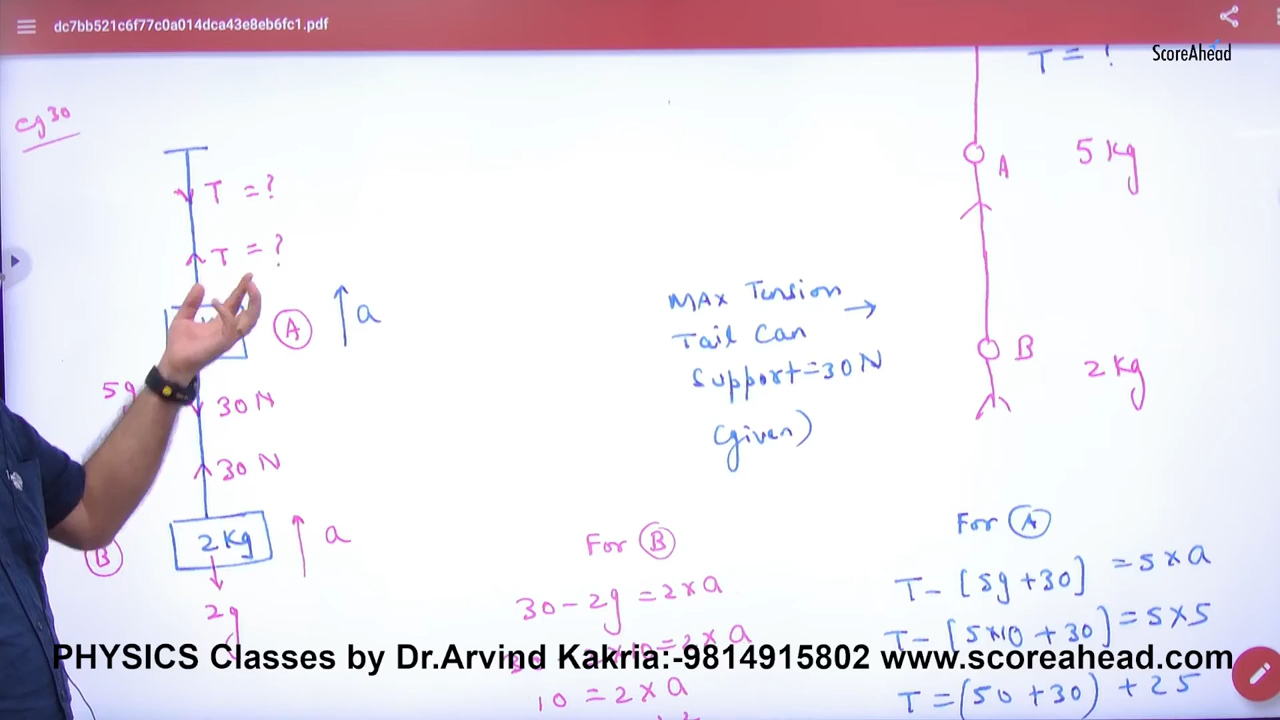 dc7bb521c6f77c0a014dca43e8eb6fc1.pdf
ScoreAhead
T = ?
eg 30
T = ?
T = ?
A
a
5g
30 N
30 N
2 Kg
a
B
2g
A
5 Kg
B
2 Kg
MAX Tension →
Tail Can
Support = 30 N
(given)
For B
30 - 2g = 2 × a
10 = 2 × a
For A
T - [5g + 30] = 5 × a
T - [5×10 + 30] = 5 × 5
T = (50 + 30) + 25
PHYSICS Classes by Dr.Arvind Kakria:-9814915802 www.scoreahead.com